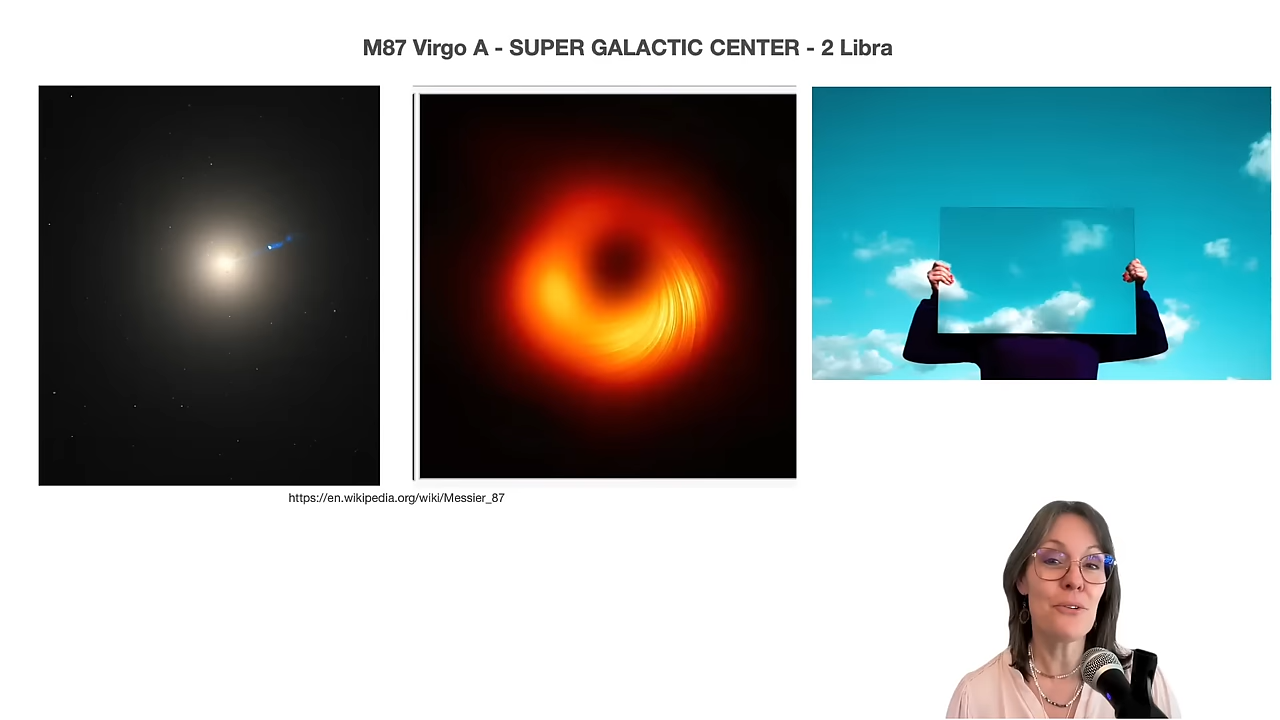 M87 Virgo A - SUPER GALACTIC CENTER - 2 Libra
https://en.wikipedia.org/wiki/Messier_87